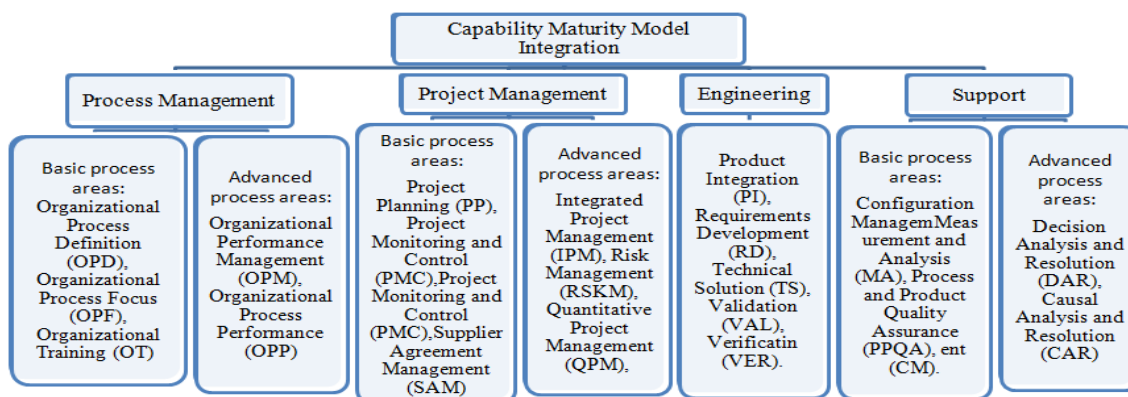 Capability Maturity Model
Integration
Process Management
Project Management
Engineering
Support
Basic process
areas:
Organizational
Process
Definition
(OPD),
Organizational
Process Focus
(OPF),
Organizational
Training (OT)
Advanced
process areas:
Organizational
Performance
Management
(OPM),
Organizational
Process
Performance
(OPP)
Basic process
areas:
Project
Planning (PP),
Project
Monitoring and
Control
(PMC),Project
Monitoring and
Control
(PMC),Supplier
Agreement
Management
(SAM)
Advanced
process areas:
Integrated
Project
Management
(IPM), Risk
Management
(RSKM),
Quantitative
Project
Management
(QPM),
Product
Integration
(PI),
Requirements
Development
(RD),
Technical
Solution (TS),
Validation
(VAL),
Verificatin
(VER).
Basic process
areas:
Configuration
ManagemMeas
urement and
Analysis
(MA), Process
and Product
Quality
Assurance
(PPQA), ent
(CM).
Advanced
process
areas:
Decision
Analysis and
Resolution
(DAR),
Causal
Analysis and
Resolution
(CAR)